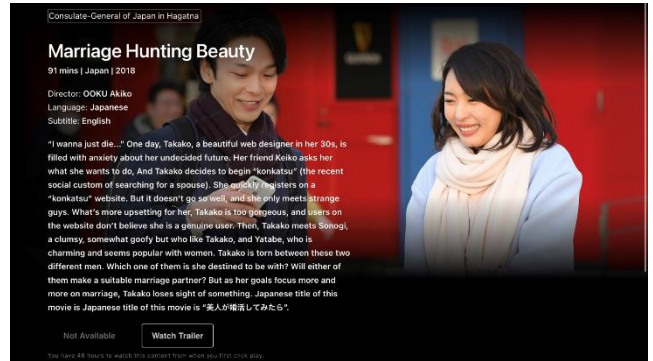 Consulate-General of Japan in Hagatna
Marriage Hunting Beauty
91 mins | Japan | 2018
Director: OOKU Akiko
Language: Japanese
Subtitle: English
“I wanna just die...” One day, Takako, a beautiful web designer in her 30s, is
filled with anxiety about her undecided future. Her friend Keiko asks her
what she wants to do, And Takako decides to begin “konkatsu” (the recent
social custom of searching for a spouse). She quickly registers on a
“konkatsu” website. But it doesn't go so well, and she only meets strange
guys. What's more upsetting for her, Takako is too gorgeous, and users on
the website don't believe she is a genuine user. Then, Takako meets Sonogi,
a clumsy, somewhat goofy but who like Takako, and Yatabe, who is
charming and seems popular with women. Takako is torn between these two
different men. Which one of them is she destined to be with? Will either of
them make a suitable marriage partner? But as her goals focus more and
more on marriage, Takako loses sight of something. Japanese title of this
movie is Japanese title of this movie is “美人が婚活してみたら”.
Not Available
Watch Trailer
You have 48 hours to watch this content from when you first click play.
GUINNESS